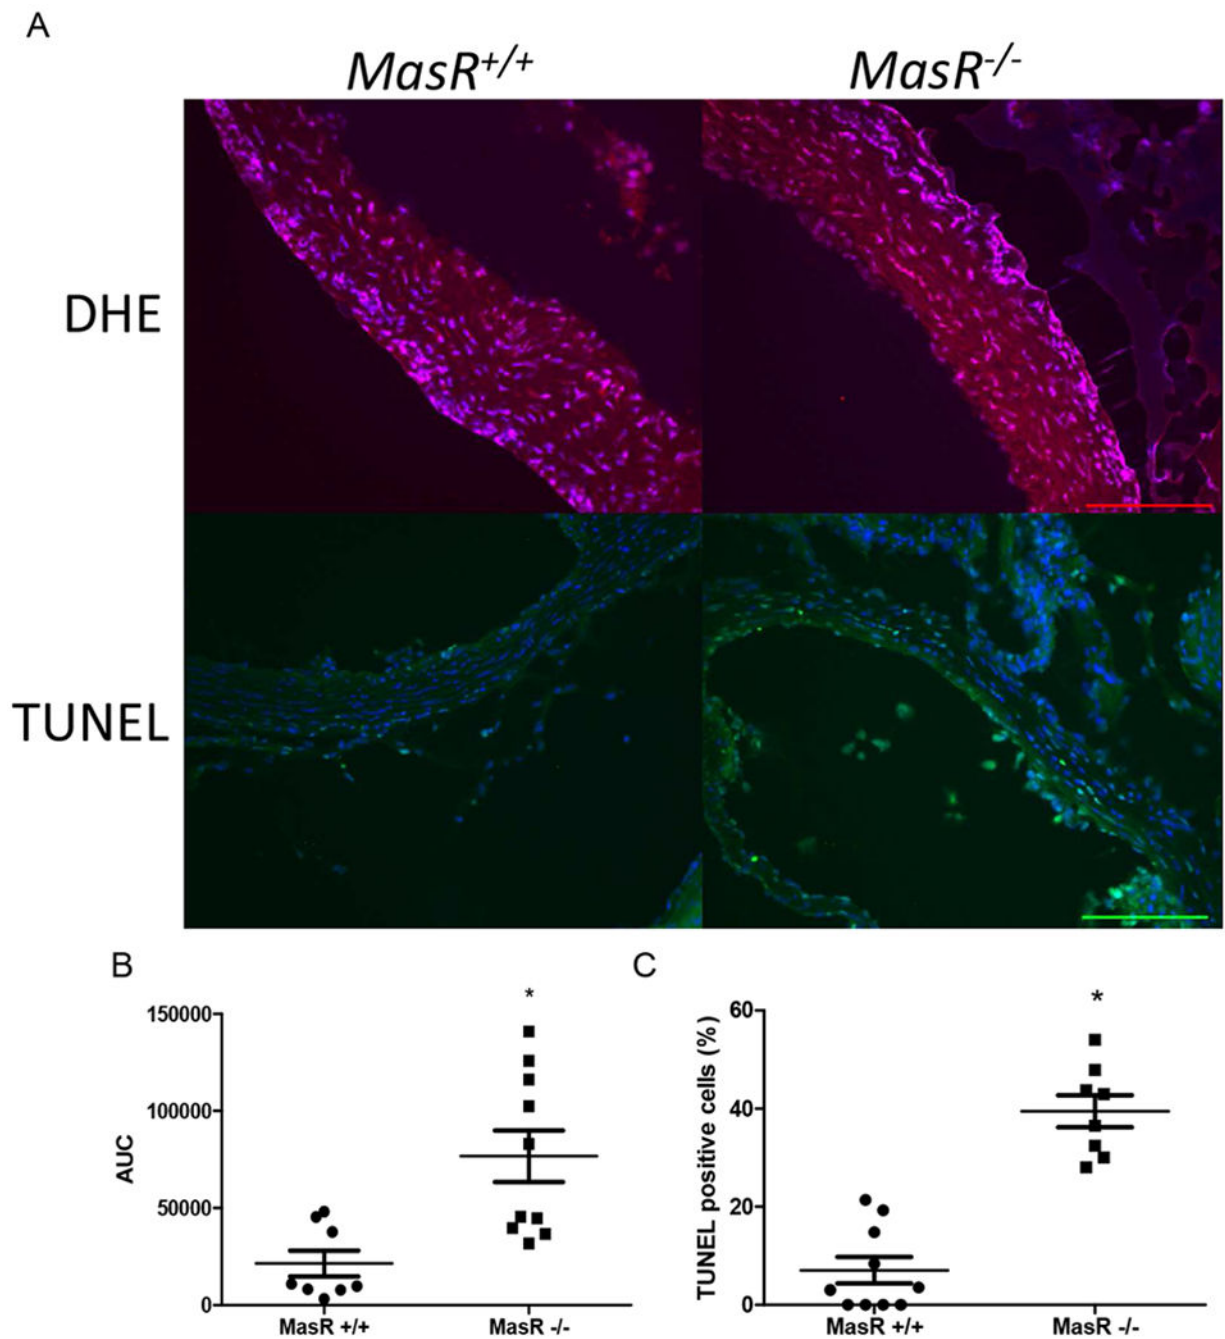 A
MasR+/+ MasR-/-
DHE
TUNEL
B C
* *
150000
100000
50000
0
AUC
MasR +/+ MasR -/-
60
40
20
0
TUNEL positive cells (%)
MasR +/+ MasR -/-